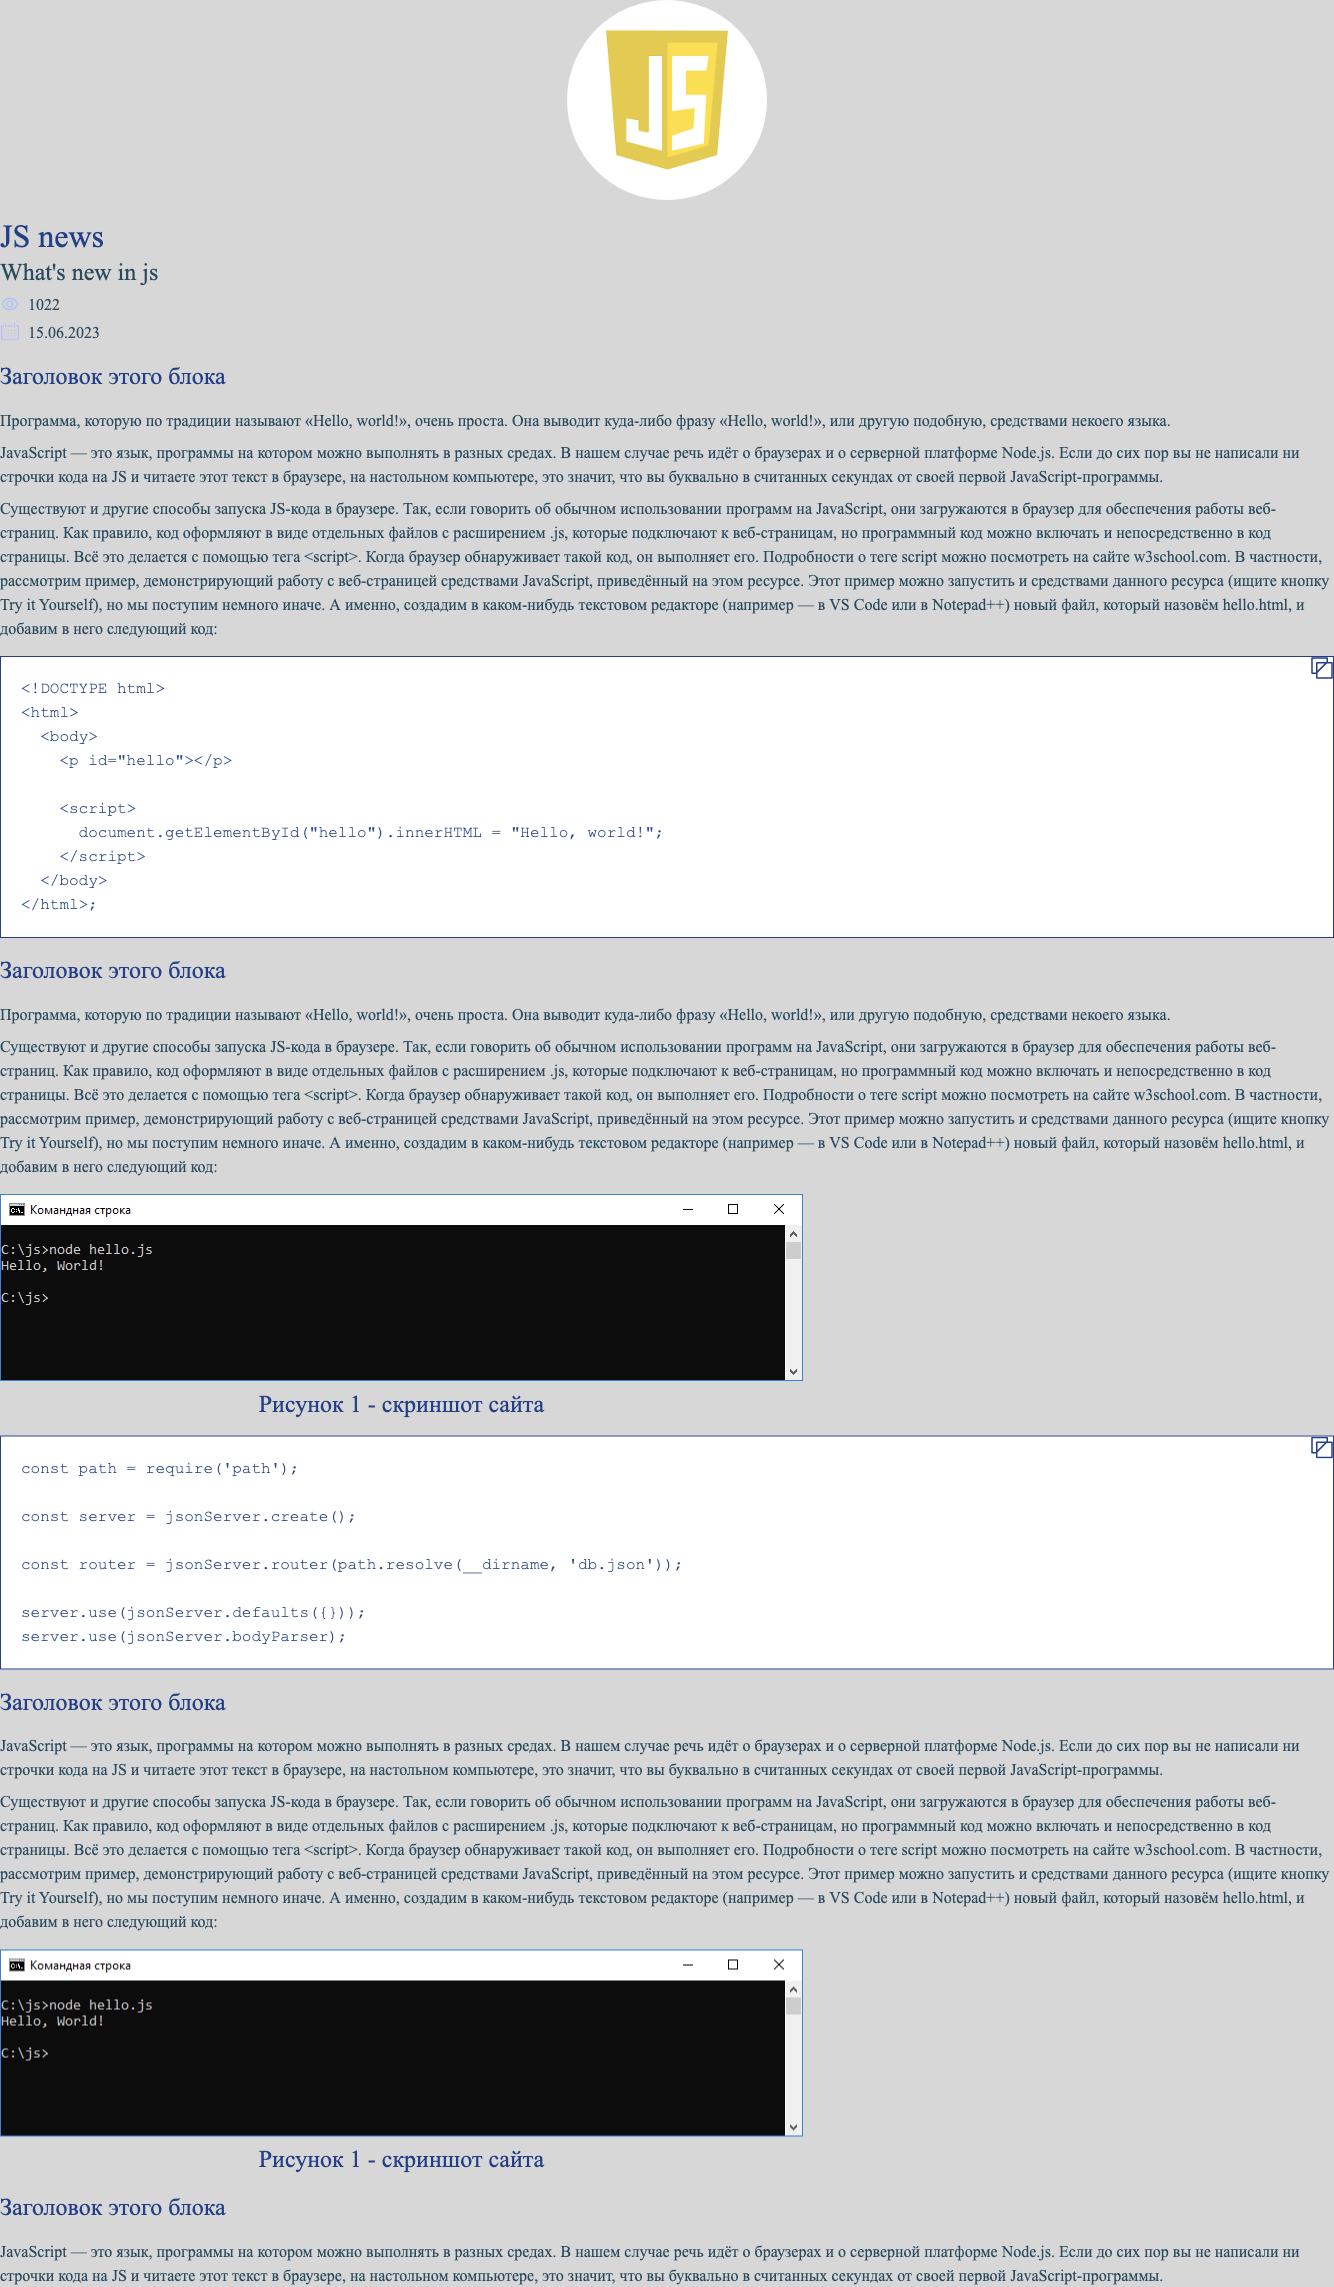 JS
JS news
What's new in js
1022
15.06.2023
Заголовок этого блока
Программа, которую по традиции называют «Hello, world!», очень проста. Она выводит куда-либо фразу «Hello, world!», или другую подобную, средствами некоего языка.
JavaScript — это язык, программы на котором можно выполнять в разных средах. В нашем случае речь идёт о браузерах и о серверной платформе Node.js. Если до сих пор вы не написали ни
строчки кода на JS и читаете этот текст в браузере, на настольном компьютере, это значит, что вы буквально в считанных секундах от своей первой JavaScript-программы.
Существуют и другие способы запуска JS-кода в браузере. Так, если говорить об обычном использовании программ на JavaScript, они загружаются в браузер для обеспечения работы веб-
страниц. Как правило, код оформляют в виде отдельных файлов с расширением .js, которые подключают к веб-страницам, но программный код можно включать и непосредственно в код
страницы. Всё это делается с помощью тега <script>. Когда браузер обнаруживает такой код, он выполняет его. Подробности о теге script можно посмотреть на сайте w3school.com. В частности,
рассмотрим пример, демонстрирующий работу с веб-страницей средствами JavaScript, приведённый на этом ресурсе. Этот пример можно запустить и средствами данного ресурса (ищите кнопку
Try it Yourself), но мы поступим немного иначе. А именно, создадим в каком-нибудь текстовом редакторе (например — в VS Code или в Notepad++) новый файл, который назовём hello.html, и
добавим в него следующий код:
<!DOCTYPE html>
<html>
  <body>
    <p id="hello"></p>
    <script>
      document.getElementById("hello").innerHTML = "Hello, world!";
    </script>
  </body>
</html>;
Заголовок этого блока
Программа, которую по традиции называют «Hello, world!», очень проста. Она выводит куда-либо фразу «Hello, world!», или другую подобную, средствами некоего языка.
Существуют и другие способы запуска JS-кода в браузере. Так, если говорить об обычном использовании программ на JavaScript, они загружаются в браузер для обеспечения работы веб-
страниц. Как правило, код оформляют в виде отдельных файлов с расширением .js, которые подключают к веб-страницам, но программный код можно включать и непосредственно в код
страницы. Всё это делается с помощью тега <script>. Когда браузер обнаруживает такой код, он выполняет его. Подробности о теге script можно посмотреть на сайте w3school.com. В частности,
рассмотрим пример, демонстрирующий работу с веб-страницей средствами JavaScript, приведённый на этом ресурсе. Этот пример можно запустить и средствами данного ресурса (ищите кнопку
Try it Yourself), но мы поступим немного иначе. А именно, создадим в каком-нибудь текстовом редакторе (например — в VS Code или в Notepad++) новый файл, который назовём hello.html, и
добавим в него следующий код:
Командная строка
C:\js>node hello.js
Hello, World!
C:\js>
Рисунок 1 - скриншот сайта
const path = require('path');
const server = jsonServer.create();
const router = jsonServer.router(path.resolve(__dirname, 'db.json'));
server.use(jsonServer.defaults({}));
server.use(jsonServer.bodyParser);
Заголовок этого блока
JavaScript — это язык, программы на котором можно выполнять в разных средах. В нашем случае речь идёт о браузерах и о серверной платформе Node.js. Если до сих пор вы не написали ни
строчки кода на JS и читаете этот текст в браузере, на настольном компьютере, это значит, что вы буквально в считанных секундах от своей первой JavaScript-программы.
Существуют и другие способы запуска JS-кода в браузере. Так, если говорить об обычном использовании программ на JavaScript, они загружаются в браузер для обеспечения работы веб-
страниц. Как правило, код оформляют в виде отдельных файлов с расширением .js, которые подключают к веб-страницам, но программный код можно включать и непосредственно в код
страницы. Всё это делается с помощью тега <script>. Когда браузер обнаруживает такой код, он выполняет его. Подробности о теге script можно посмотреть на сайте w3school.com. В частности,
рассмотрим пример, демонстрирующий работу с веб-страницей средствами JavaScript, приведённый на этом ресурсе. Этот пример можно запустить и средствами данного ресурса (ищите кнопку
Try it Yourself), но мы поступим немного иначе. А именно, создадим в каком-нибудь текстовом редакторе (например — в VS Code или в Notepad++) новый файл, который назовём hello.html, и
добавим в него следующий код:
Командная строка
C:\js>node hello.js
Hello, World!
C:\js>
Рисунок 1 - скриншот сайта
Заголовок этого блока
JavaScript — это язык, программы на котором можно выполнять в разных средах. В нашем случае речь идёт о браузерах и о серверной платформе Node.js. Если до сих пор вы не написали ни
строчки кода на JS и читаете этот текст в браузере, на настольном компьютере, это значит, что вы буквально в считанных секундах от своей первой JavaScript-программы.